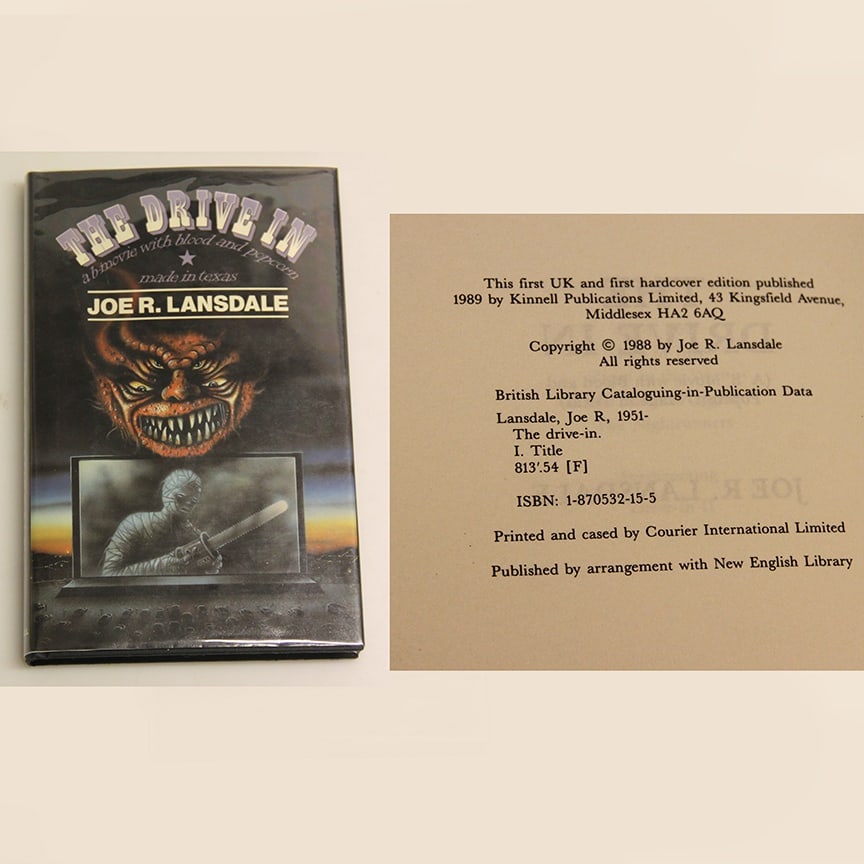 THE DRIVE IN
a b-movie with blood and popcorn
made in texas
JOE R. LANSDALE
This first UK and first hardcover edition published
1989 by Kinnell Publications Limited, 43 Kingsfield Avenue,
Middlesex HA2 6AQ
Copyright © 1988 by Joe R. Lansdale
All rights reserved
British Library Cataloguing-in-Publication Data
Lansdale, Joe R, 1951-
The drive-in.
I. Title
813'.54 [F]
ISBN: 1-870532-15-5
Printed and cased by Courier International Limited
Published by arrangement with New English Library